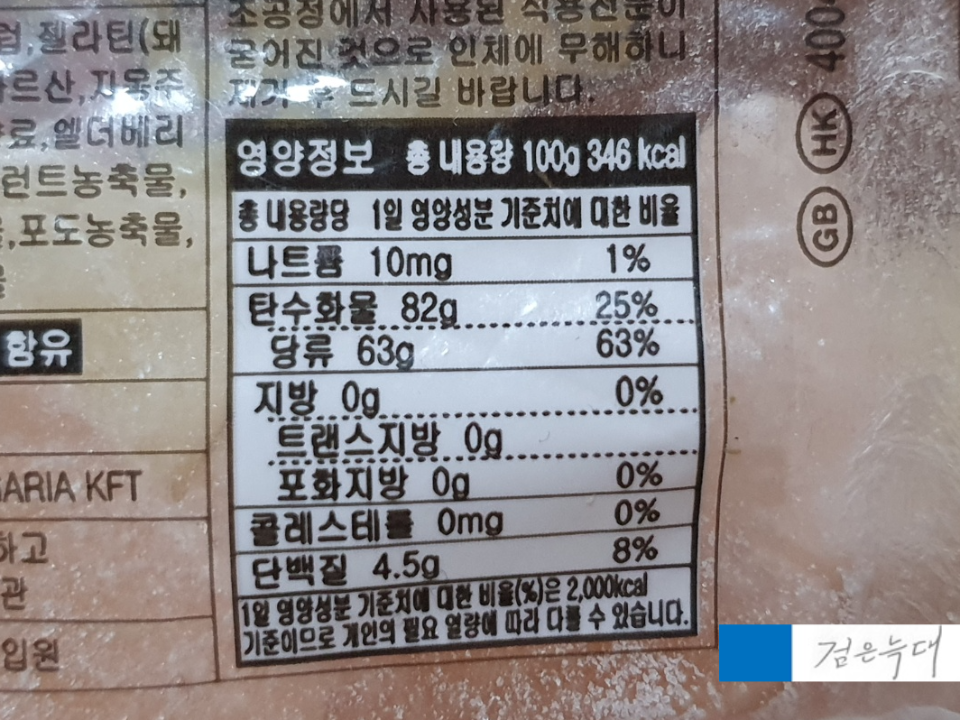 조공정에서 사용된 식용전분이
굳어진 것으로 인체에 무해하니
제거 후 드시길 바랍니다.
젤라틴(돼
엘더베리
런트농축물,
포도농축물,
함유
GARIA KFT
하고
관
입원
영양정보 총 내용량 100g 346 kcal
총 내용량당 1일 영양성분 기준치에 대한 비율
나트륨 10mg 1%
탄수화물 82g 25%
당류 63g 63%
지방 0g 0%
트랜스지방 0g
포화지방 0g 0%
콜레스테롤 0mg 0%
단백질 4.5g 8%
1일 영양성분 기준치에 대한 비율(%)은 2,000kcal
기준이므로 개인의 필요 열량에 따라 다를 수 있습니다.
GB HK 400
검은늑대